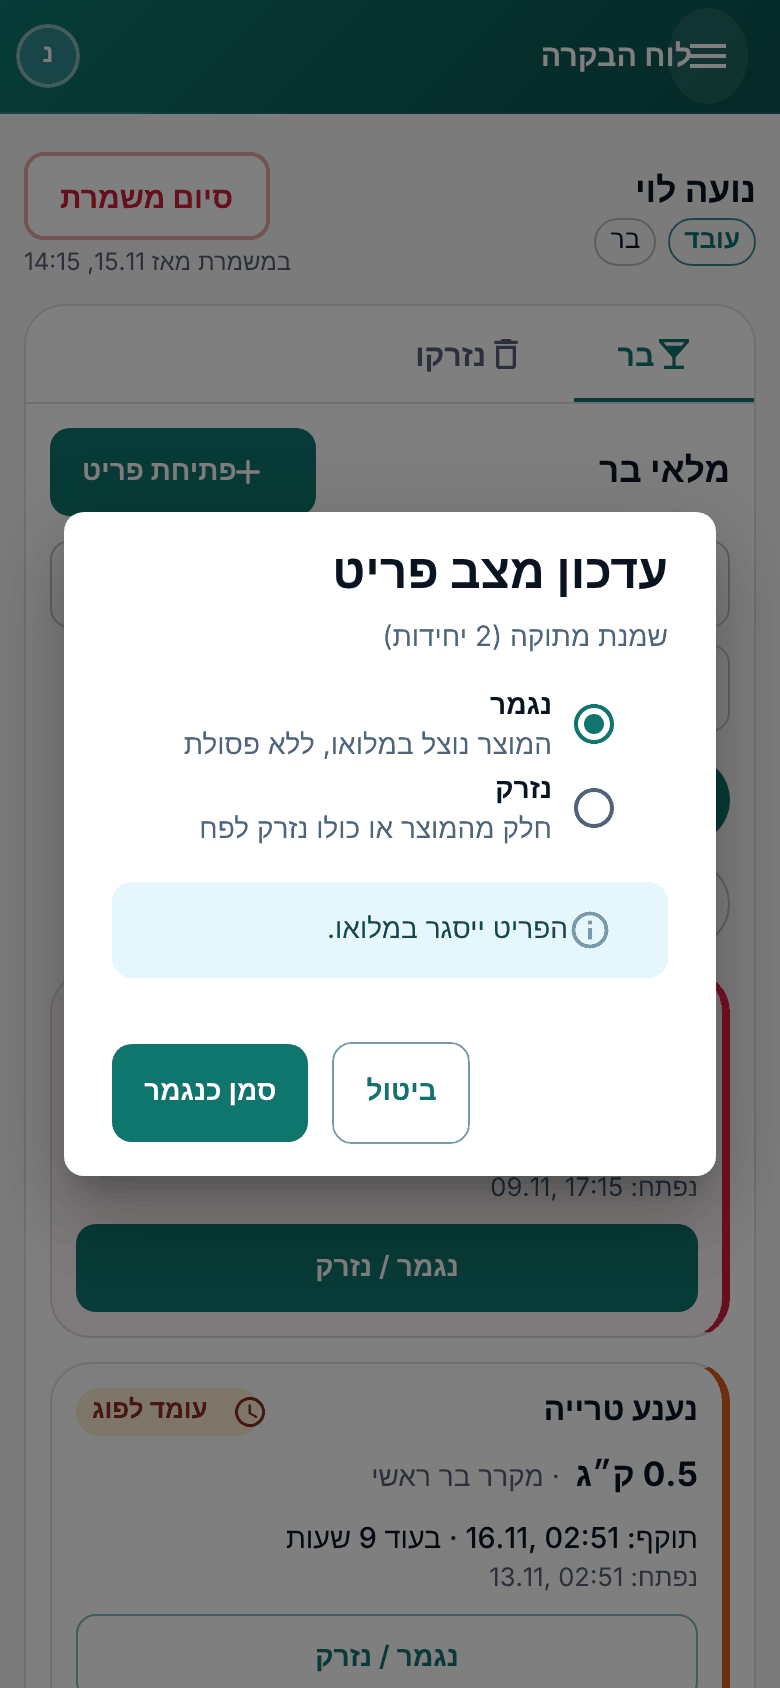 לוח הבקרה
נ
נועה לוי
עובד
בר
סיום משמרת
במשמרת מאז 15.11, 14:15
בר
נזרקו
מלאי בר
פתיחת פריט
עדכון מצב פריט
שמנת מתוקה (2 יחידות)
נגמר
המוצר נוצל במלואו, ללא פסולת
נזרק
חלק מהמוצר או כולו נזרק לפח
הפריט ייסגר במלואו.
ביטול
סמן כנגמר
נפתח: 09.11, 17:15
נגמר / נזרק
נענע טרייה
עומד לפוג
0.5 ק״ג · מקרר בר ראשי
תוקף: 16.11, 02:51 · בעוד 9 שעות
נפתח: 13.11, 02:51
נגמר / נזרק